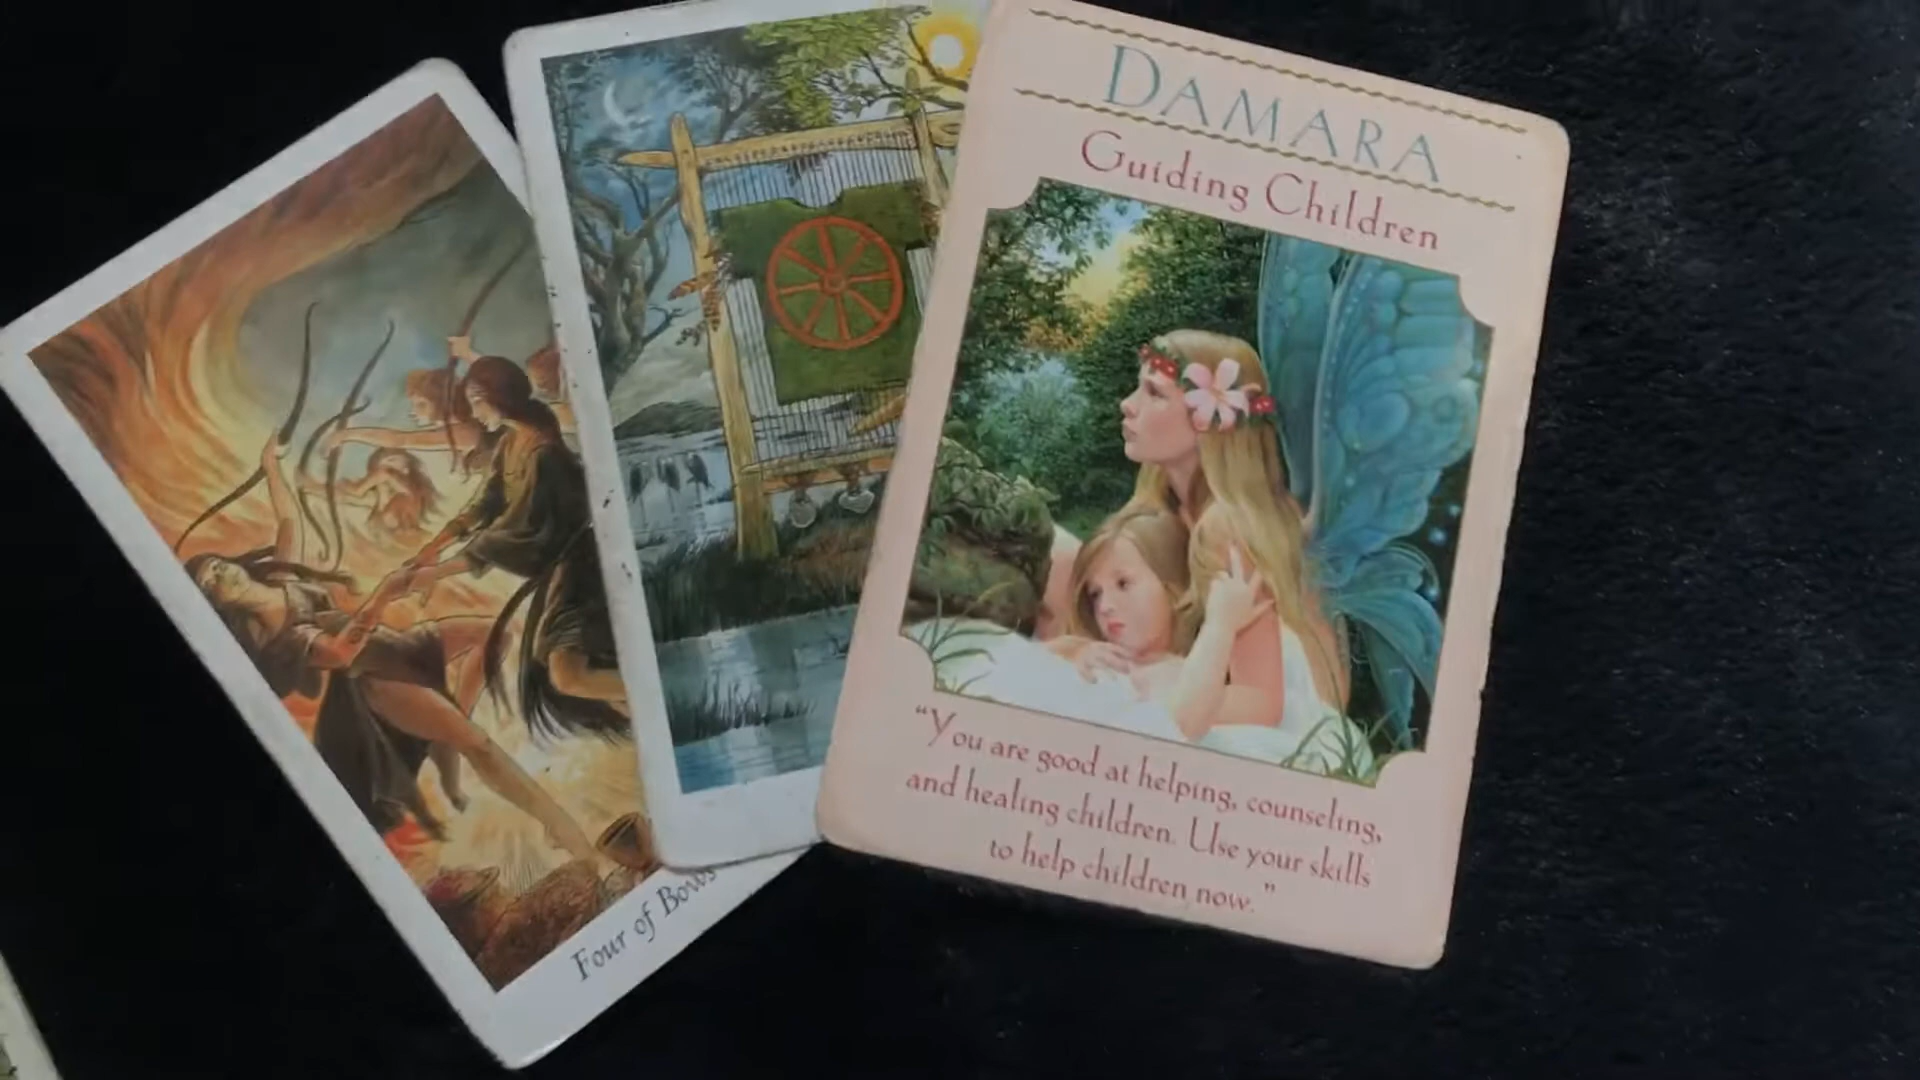 DAMARA
Guiding Children
“You are good at helping, counseling,
and healing children. Use your skills
to help children now.”
Four of Bows